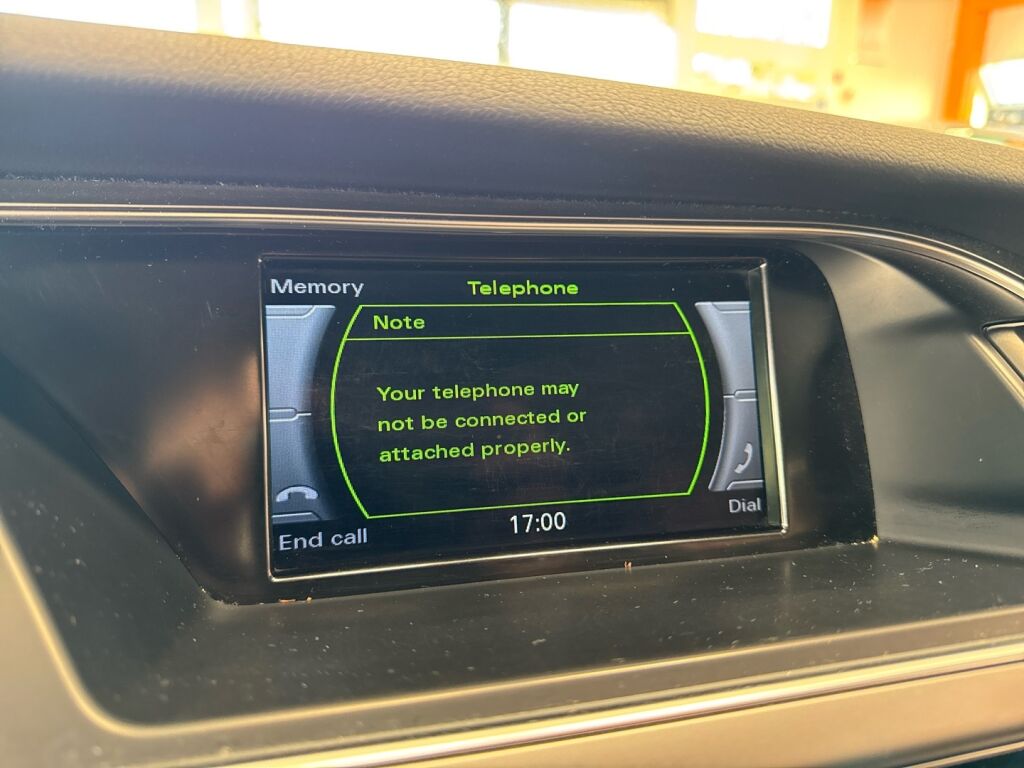 Memory
Telephone
Note
Your telephone may
not be connected or
attached properly.
Dial
17:00
End call